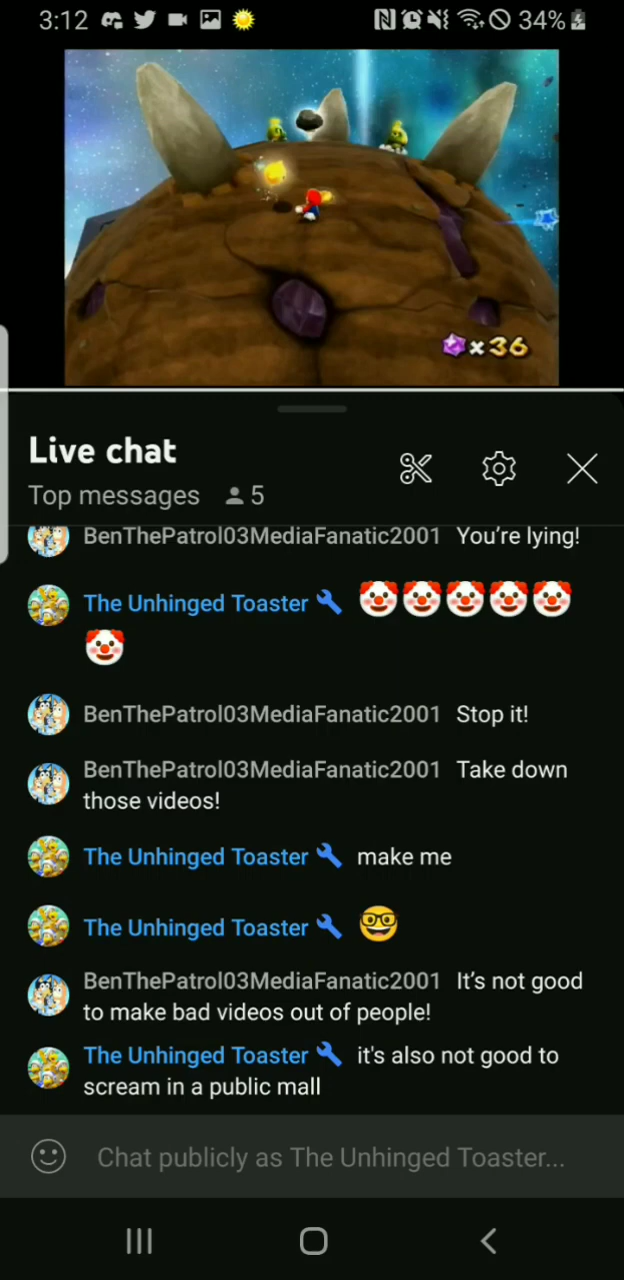 3:12 34%
×36
Live chat
Top messages 5
BenThePatrol03MediaFanatic2001 You're lying!
The Unhinged Toaster 🔧 🤡🤡🤡🤡🤡
🤡
BenThePatrol03MediaFanatic2001 Stop it!
BenThePatrol03MediaFanatic2001 Take down
those videos!
The Unhinged Toaster 🔧 make me
The Unhinged Toaster 🔧 🤓
BenThePatrol03MediaFanatic2001 It's not good
to make bad videos out of people!
The Unhinged Toaster 🔧 it's also not good to
scream in a public mall
Chat publicly as The Unhinged Toaster...